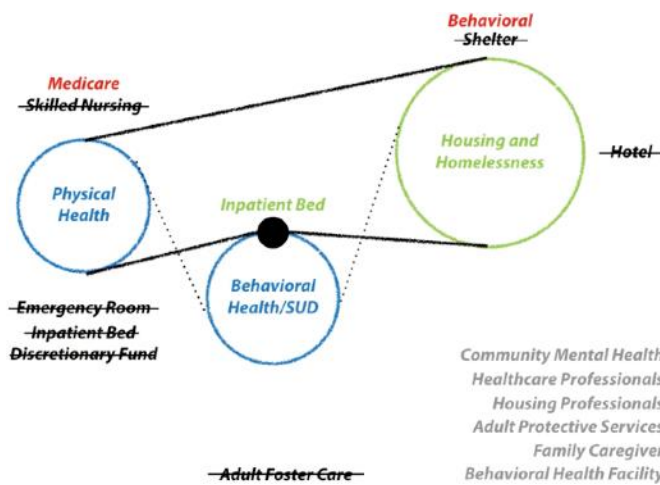 Behavioral
Shelter
Medicare
Skilled Nursing
Housing and
Homelessness
Hotel
Physical
Health
Inpatient Bed
Behavioral
Health/SUD
Emergency Room
Inpatient Bed
Discretionary Fund
Community Mental Health
Healthcare Professionals
Housing Professionals
Adult Protective Services
Family Caregiver
Behavioral Health Facility
Adult Foster Care